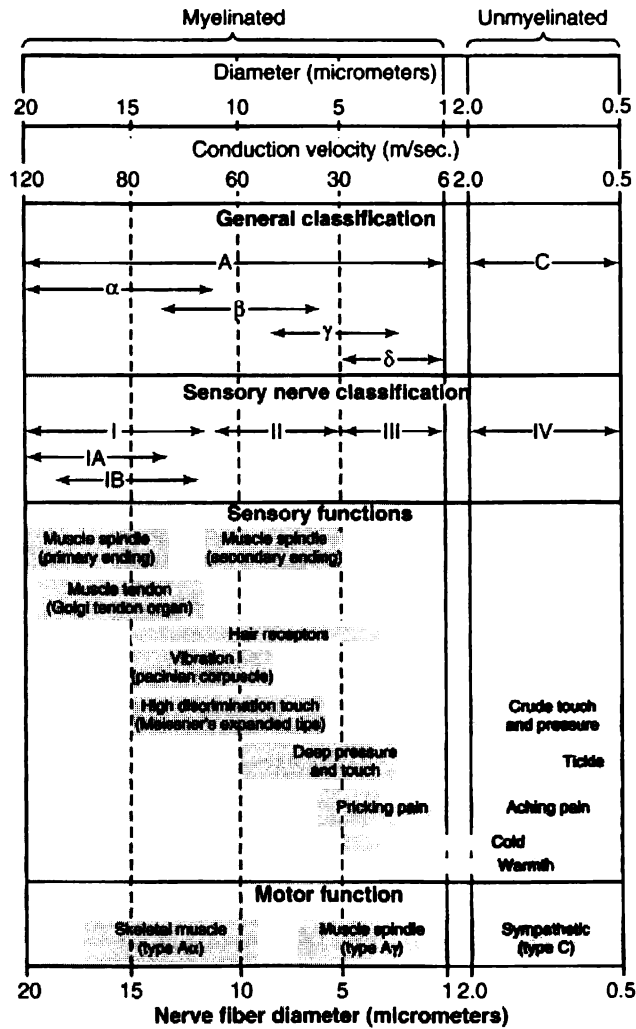 Myelinated Unmyelinated
Diameter (micrometers)
20 15 10 5 1 2.0 0.5
Conduction velocity (m/sec.)
120 80 60 30 6 2.0 0.5
General classification
A C
α
β
γ
δ
Sensory nerve classification
I II III IV
IA
IB
Sensory functions
Muscle spindle Muscle spindle
(primary ending) (secondary ending)
Muscle tendon
(Golgi tendon organ)
Hair receptors
Vibration
(pacinian corpuscle)
High discrimination touch Crude touch
(Meissner's expanded tips) and pressure
Deep pressure Tickle
and touch
Pricking pain Aching pain
Cold
Warmth
Motor function
Skeletal muscle Muscle spindle Sympathetic
(type Aα) (type Aγ) (type C)
20 15 10 5 1 2.0 0.5
Nerve fiber diameter (micrometers)